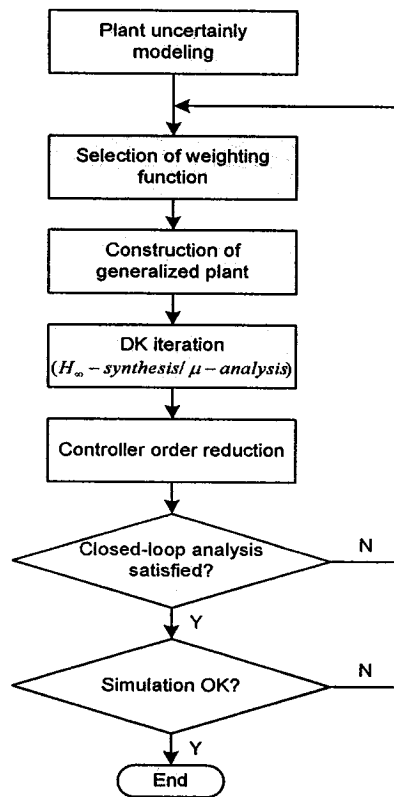 Plant uncertainly
modeling
Selection of weighting
function
Construction of
generalized plant
DK iteration
(H∞ – synthesis/ μ – analysis)
Controller order reduction
Closed-loop analysis
satisfied?
N
Y
Simulation OK?
N
Y
End